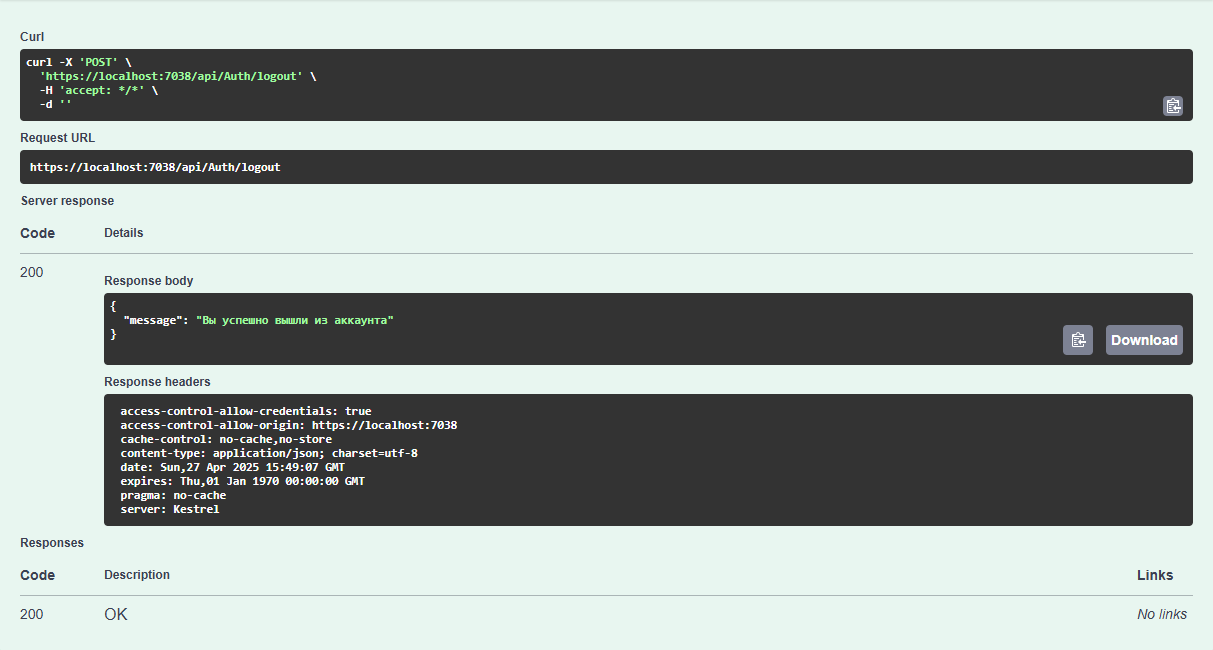 Curl
curl -X 'POST' \
'https://localhost:7038/api/Auth/logout' \
-H 'accept: */*' \
-d ''
Request URL
https://localhost:7038/api/Auth/logout
Server response
Code Details
200
Response body
{
"message": "Вы успешно вышли из аккаунта"
}
Download
Response headers
access-control-allow-credentials: true
access-control-allow-origin: https://localhost:7038
cache-control: no-cache,no-store
content-type: application/json; charset=utf-8
date: Sun,27 Apr 2025 15:49:07 GMT
expires: Thu,01 Jan 1970 00:00:00 GMT
pragma: no-cache
server: Kestrel
Responses
Code Description Links
200 OK No links